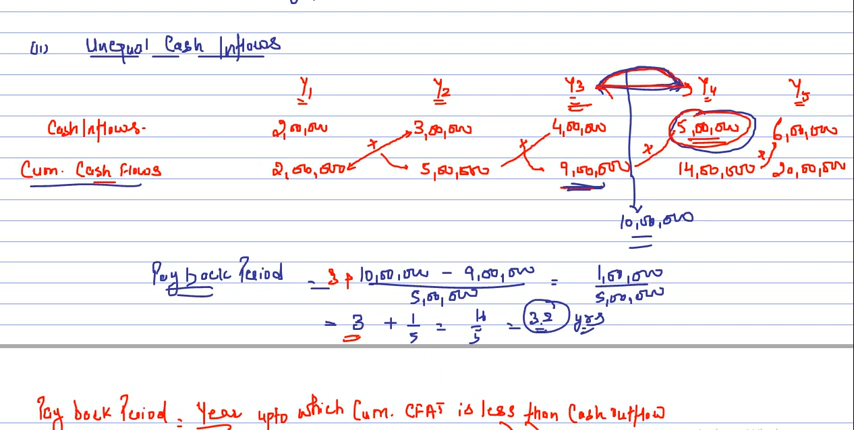 (ii) Unequal Cash Inflows
Y1 Y2 Y3 Y4 Y5
Cash Inflows- 2,00,000 3,00,000 4,00,000 5,00,000 6,00,000
Cum. Cash Flows 2,00,000 5,00,000 9,00,000 14,00,000 20,00,000
10,00,000
Pay back Period = 3 + 10,00,000 - 9,00,000 / 5,00,000 = 1,00,000 / 5,00,000
= 3 + 1/5 = 16/5 = 3.2 yrs
Pay back Period = Year upto which Cum. CFAT is less than Cash outflow